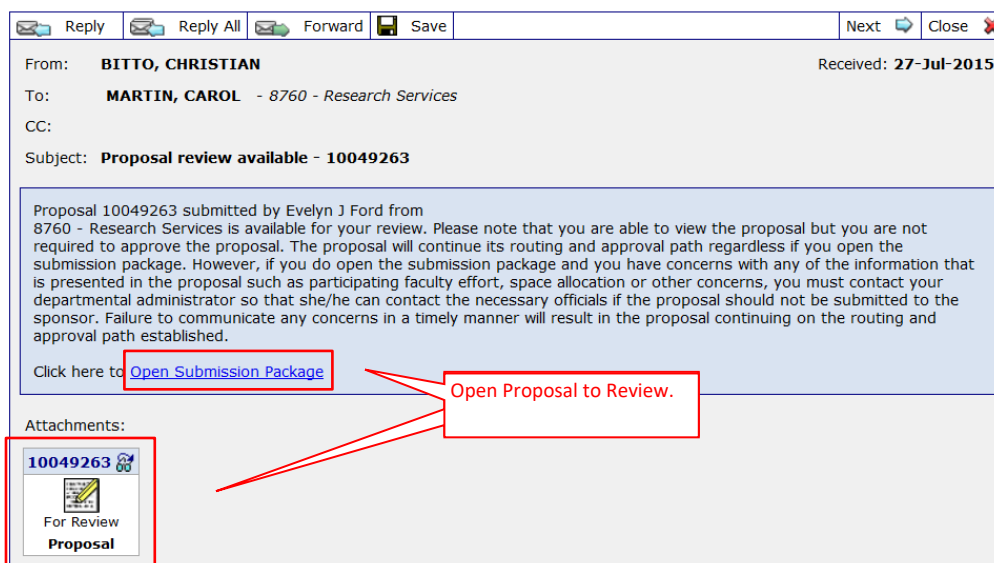 Reply Reply All Forward Save Next Close
From: BITTO, CHRISTIAN Received: 27-Jul-2015
To: MARTIN, CAROL - 8760 - Research Services
CC:
Subject: Proposal review available - 10049263
Proposal 10049263 submitted by Evelyn J Ford from
8760 - Research Services is available for your review. Please note that you are able to view the proposal but you are not
required to approve the proposal. The proposal will continue its routing and approval path regardless if you open the
submission package. However, if you do open the submission package and you have concerns with any of the information that
is presented in the proposal such as participating faculty effort, space allocation or other concerns, you must contact your
departmental administrator so that she/he can contact the necessary officials if the proposal should not be submitted to the
sponsor. Failure to communicate any concerns in a timely manner will result in the proposal continuing on the routing and
approval path established.
Click here to Open Submission Package
Open Proposal to Review.
Attachments:
10049263
For Review
Proposal